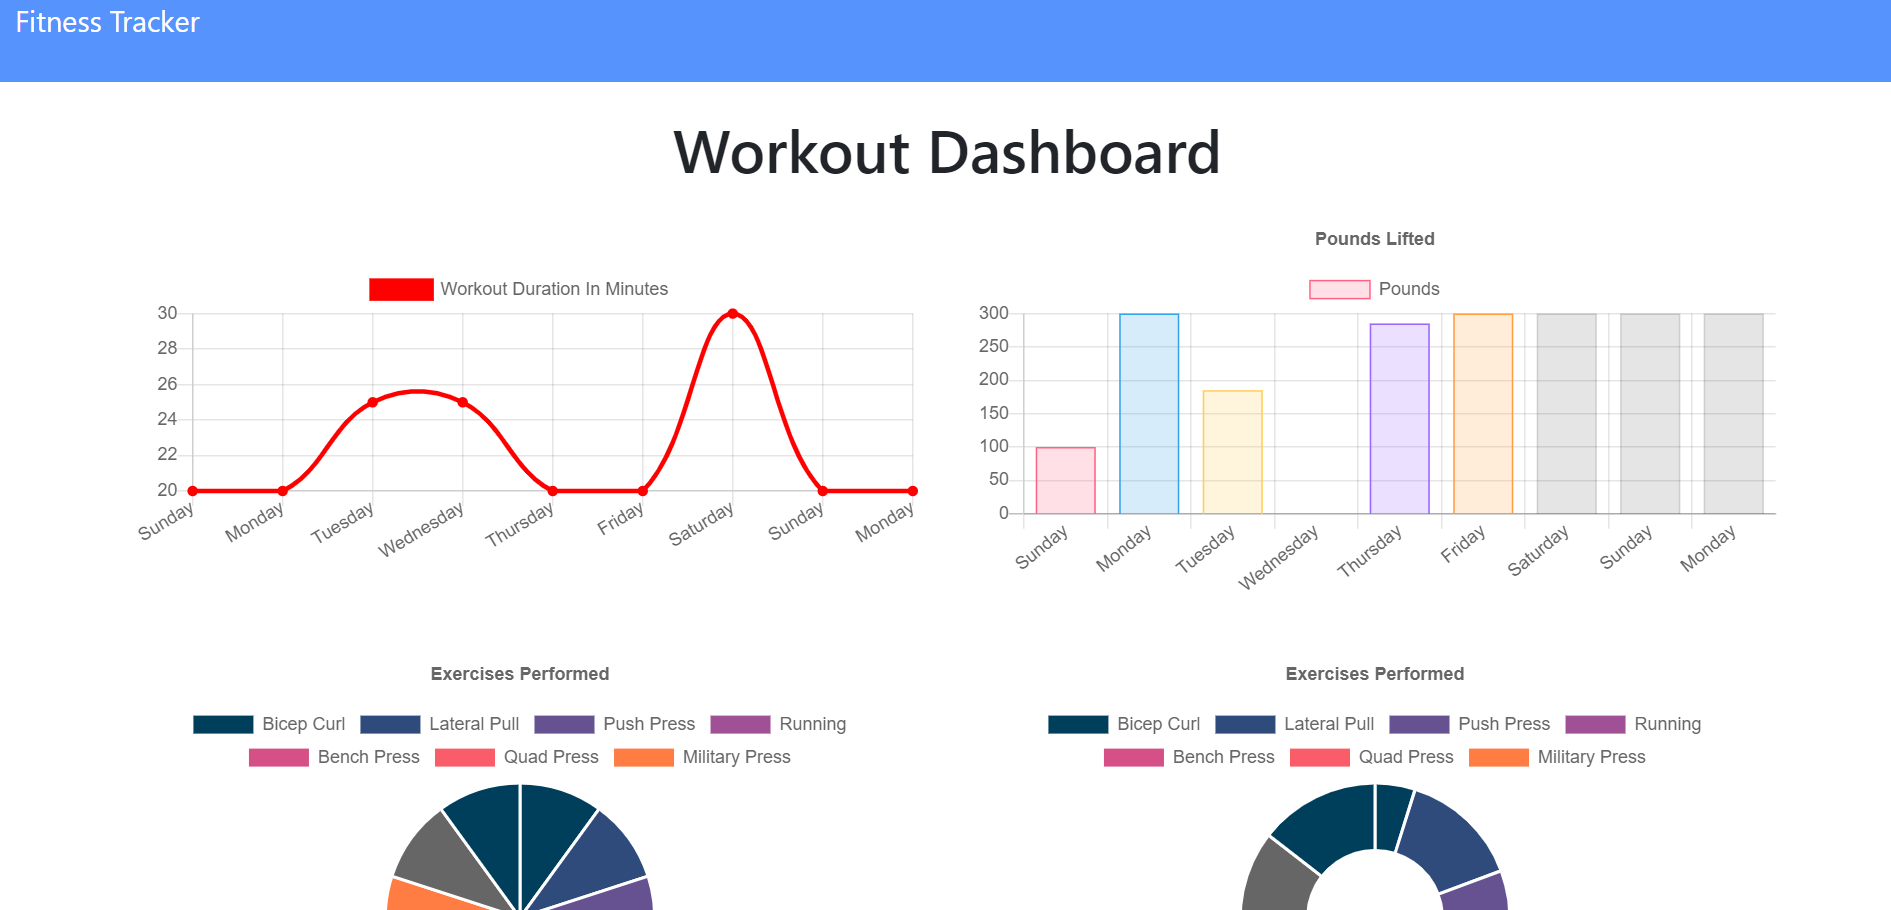 Fitness Tracker
Workout Dashboard
Workout Duration In Minutes
30
28
26
24
22
20
Sunday Monday Tuesday Wednesday Thursday Friday Saturday Sunday Monday
Pounds Lifted
Pounds
300
250
200
150
100
50
0
Sunday Monday Tuesday Wednesday Thursday Friday Saturday Sunday Monday
Exercises Performed
Bicep Curl Lateral Pull Push Press Running
Bench Press Quad Press Military Press
Exercises Performed
Bicep Curl Lateral Pull Push Press Running
Bench Press Quad Press Military Press